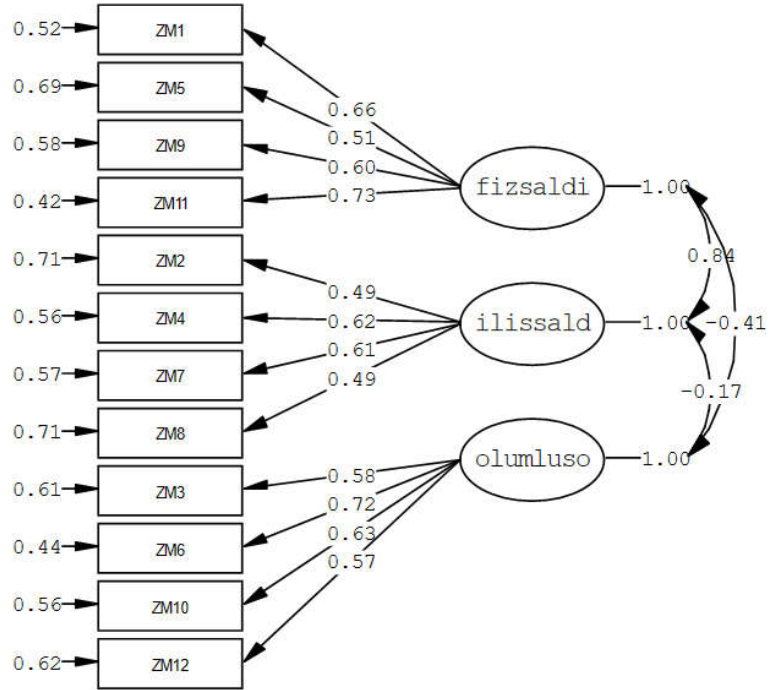 0.52 ZM1
0.69 ZM5
0.66
0.51
0.58 ZM9
0.60
0.73
fizsaldi 1.00
0.42 ZM11
0.71 ZM2
0.84
0.49
0.56 ZM4
0.62
ilissald 1.00 -0.41
0.57 ZM7
0.61
0.49
-0.17
0.71 ZM8
olumluso 1.00
0.61 ZM3
0.58
0.72
0.44 ZM6
0.63
0.57
0.56 ZM10
0.62 ZM12